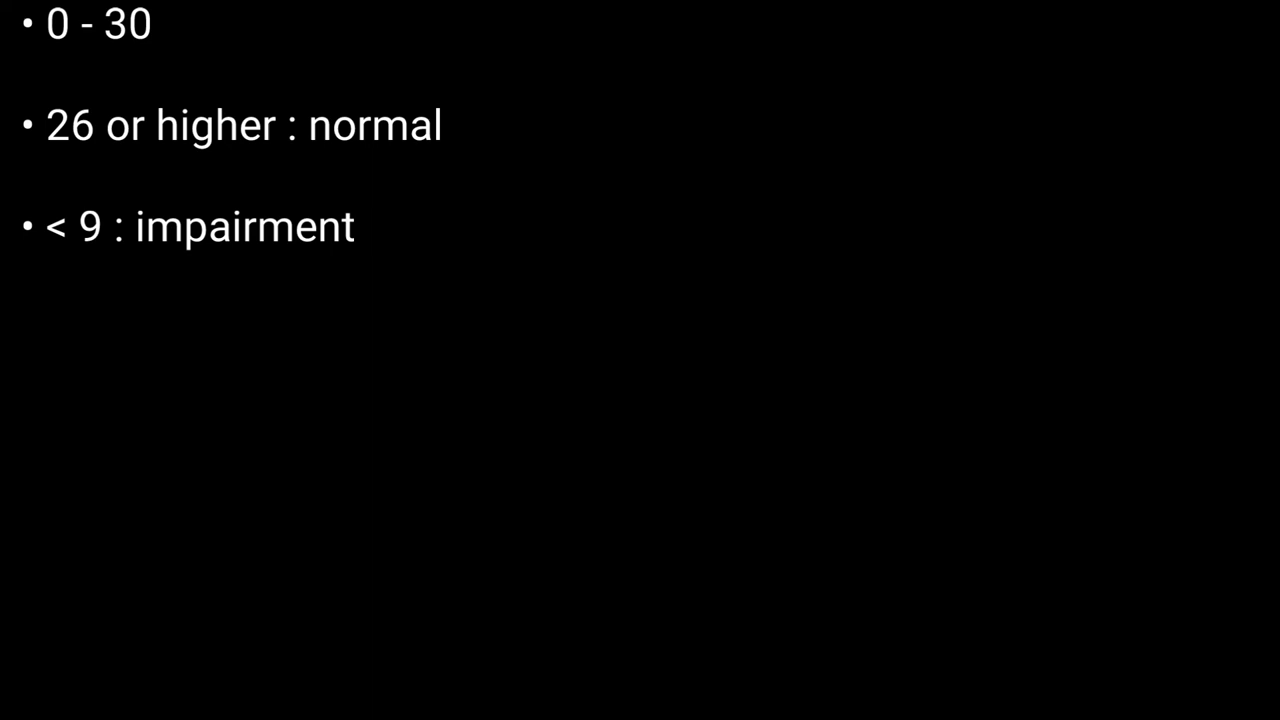 • 0 - 30
• 26 or higher : normal
• < 9 : impairment